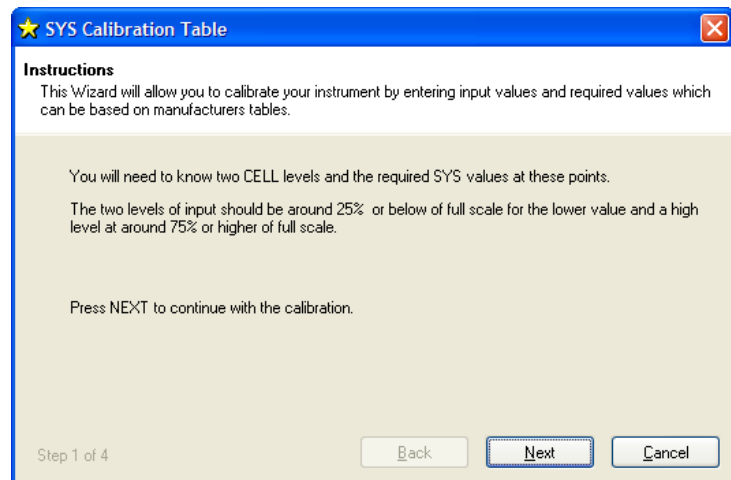 SYS Calibration Table
Instructions
This Wizard will allow you to calibrate your instrument by entering input values and required values which
can be based on manufacturers tables.
You will need to know two CELL levels and the required SYS values at these points.
The two levels of input should be around 25%  or below of full scale for the lower value and a high
level at around 75% or higher of full scale.
Press NEXT to continue with the calibration.
Step 1 of 4
Back
Next
Cancel